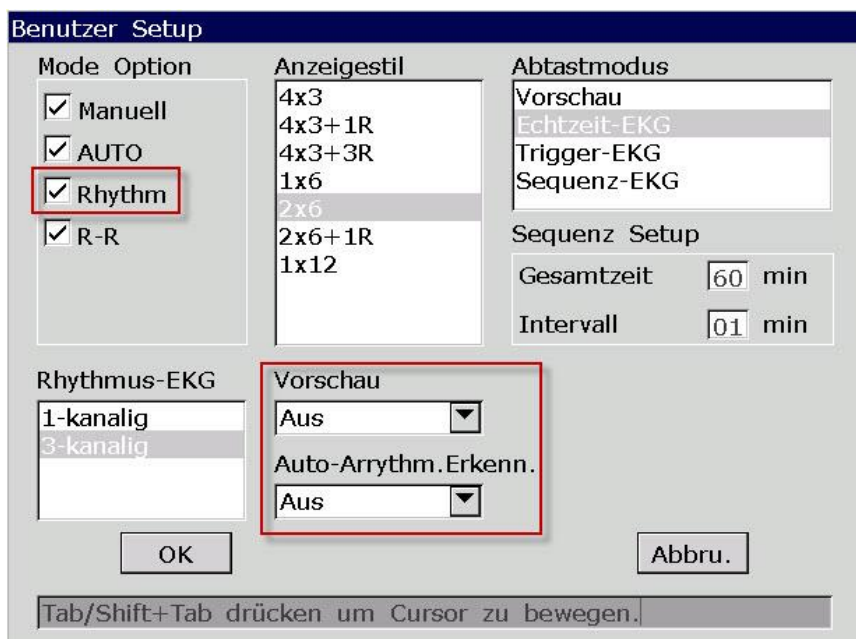 Benutzer Setup
Mode Option
Manuell
AUTO
Rhythm
R-R
Anzeigestil
4x3
4x3+1R
4x3+3R
1x6
2x6
2x6+1R
1x12
Abtastmodus
Vorschau
Echtzeit-EKG
Trigger-EKG
Sequenz-EKG
Sequenz Setup
Gesamtzeit 60 min
Intervall 01 min
Rhythmus-EKG
1-kanalig
3-kanalig
Vorschau
Aus
Auto-Arrythm.Erkenn.
Aus
OK
Abbru.
Tab/Shift+Tab drücken um Cursor zu bewegen.